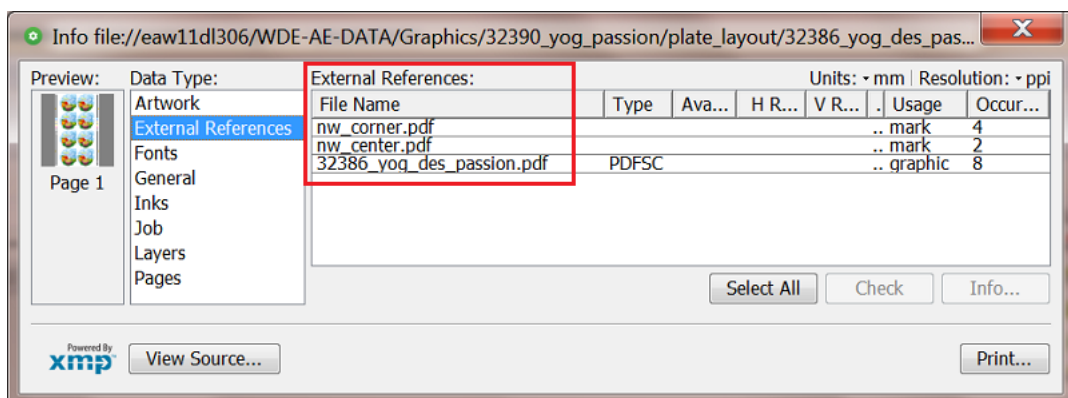 Info file://eaw11dl306/WDE-AE-DATA/Graphics/32390_yog_passion/plate_layout/32386_yog_des_pas... X
Preview: Data Type: External References: Units: mm | Resolution: ppi
File Name Type Ava... H R... V R... . Usage Occur...
Artwork
External References
Fonts
General
Inks
Job
Layers
Pages
Page 1
nw_corner.pdf .. mark 4
nw_center.pdf .. mark 2
32386_yog_des_passion.pdf PDFSC .. graphic 8
Select All Check Info...
Powered By
xmp View Source... Print...